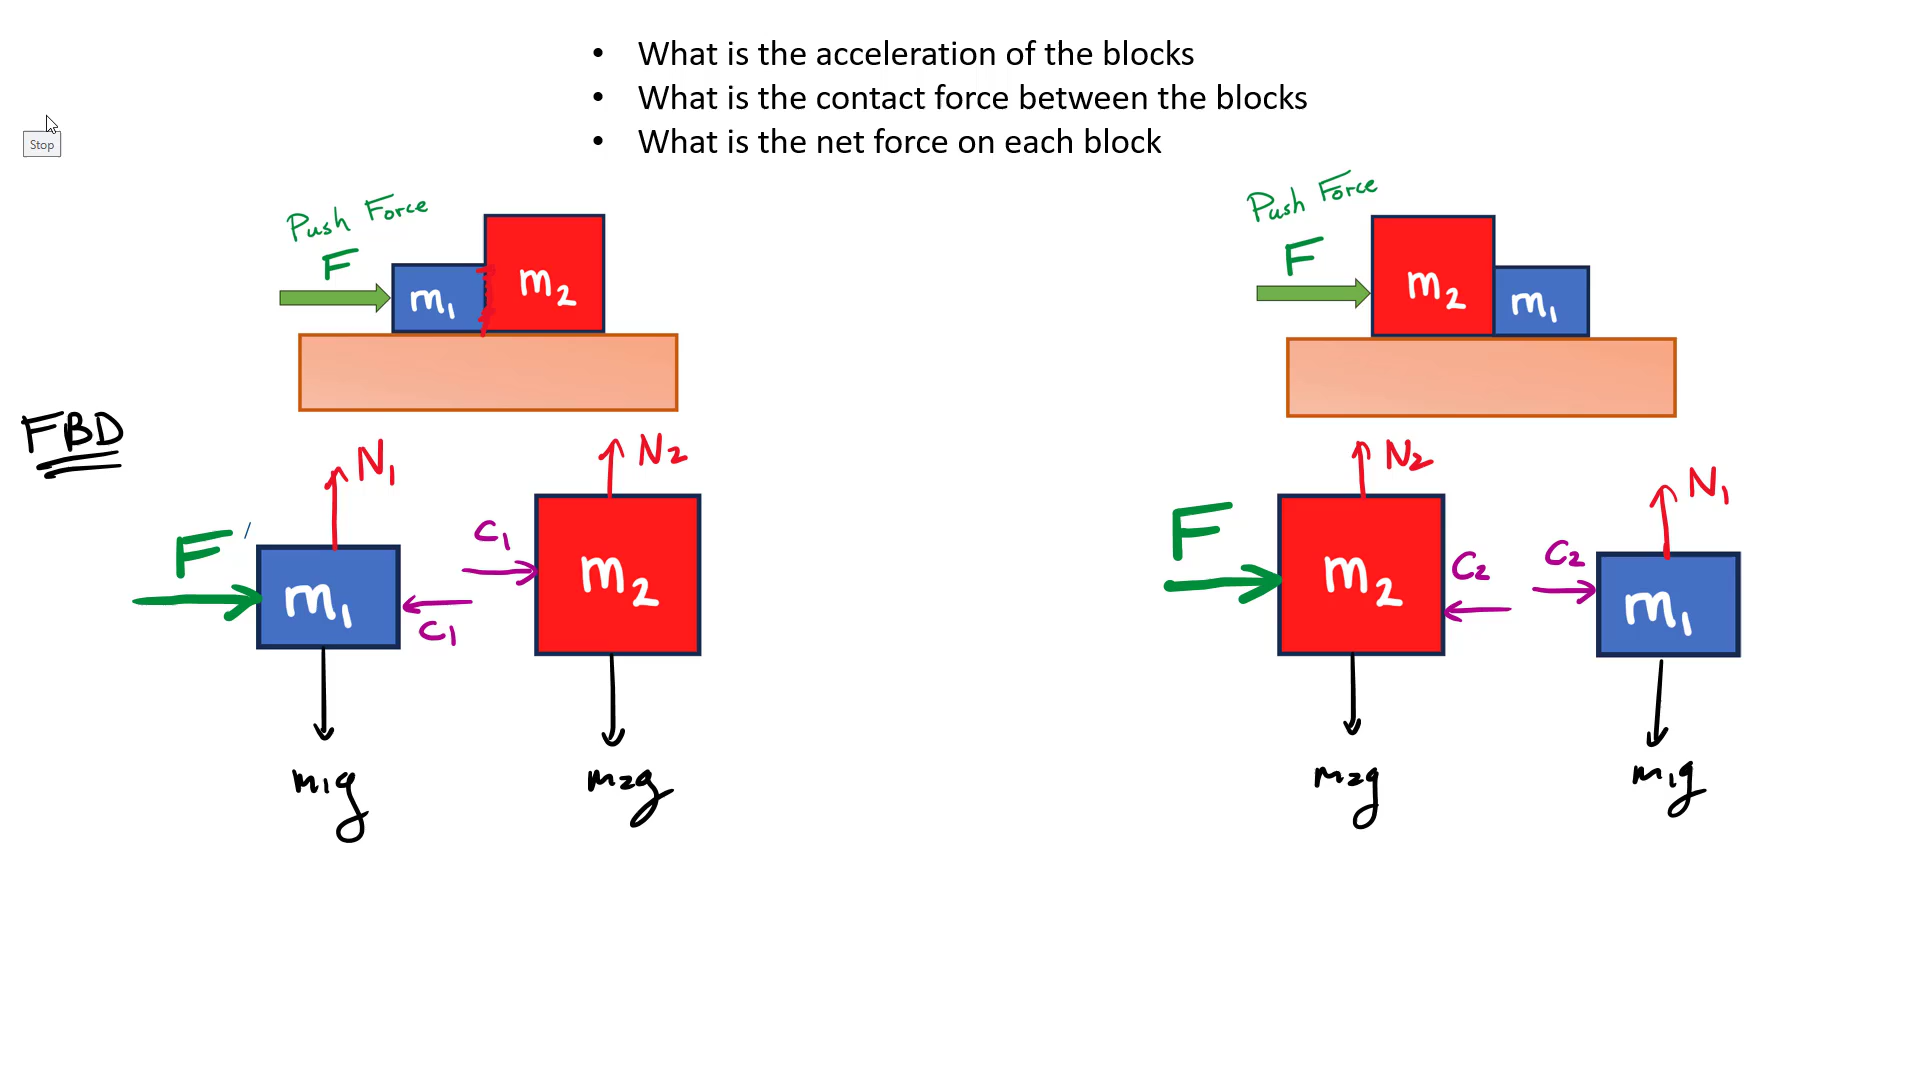 • What is the acceleration of the blocks
• What is the contact force between the blocks
• What is the net force on each block
Stop
Push Force
F
m₁
m₂
Push Force
F
m₂
m₁
FBD
N₁
N₂
F
C₁
m₁
m₂
C₁
m₁g
m₂g
N₂
N₁
F
C₂
C₂
m₂
m₁
m₂g
m₁g